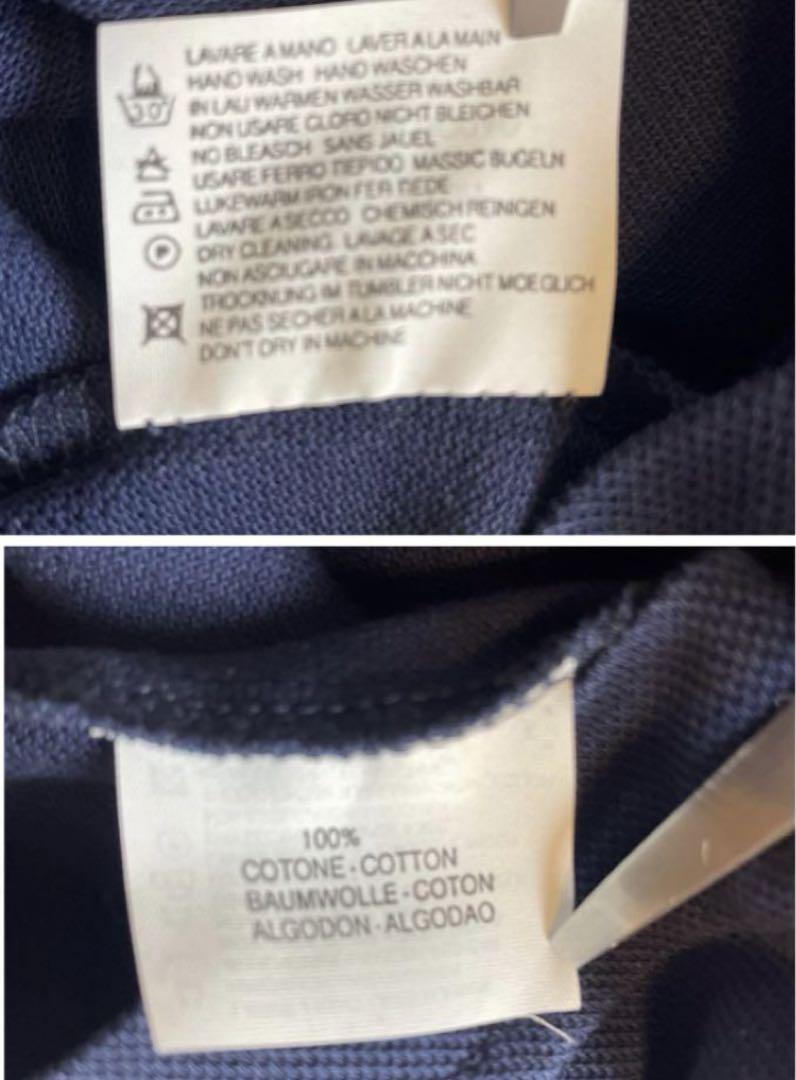 LAVARE A MANO LAVER A LA MAIN
HAND WASH HAND WASCHEN
IN LAU WARMEN WASSER WASHBAR
NON USARE CLORO NICHT BLEICHEN
NO BLEASCH SANS JAUEL
USARE FERRO TIEPIDO MASSIC BUGELN
LUKEWARM IRON FER TIEDE
LAVARE A SECCO CHEMISCH REINIGEN
DRY CLEANING LAVAGE A SEC
NON ASCIUGARE IN MACCHINA
TROCKNUNG IM TUMBLER NICHT MOEGLICH
NE PAS SECHER A LA MACHINE
DON'T DRY IN MACHINE
30
P
100%
COTONE - COTTON
BAUMWOLLE - COTON
ALGODON - ALGODAO